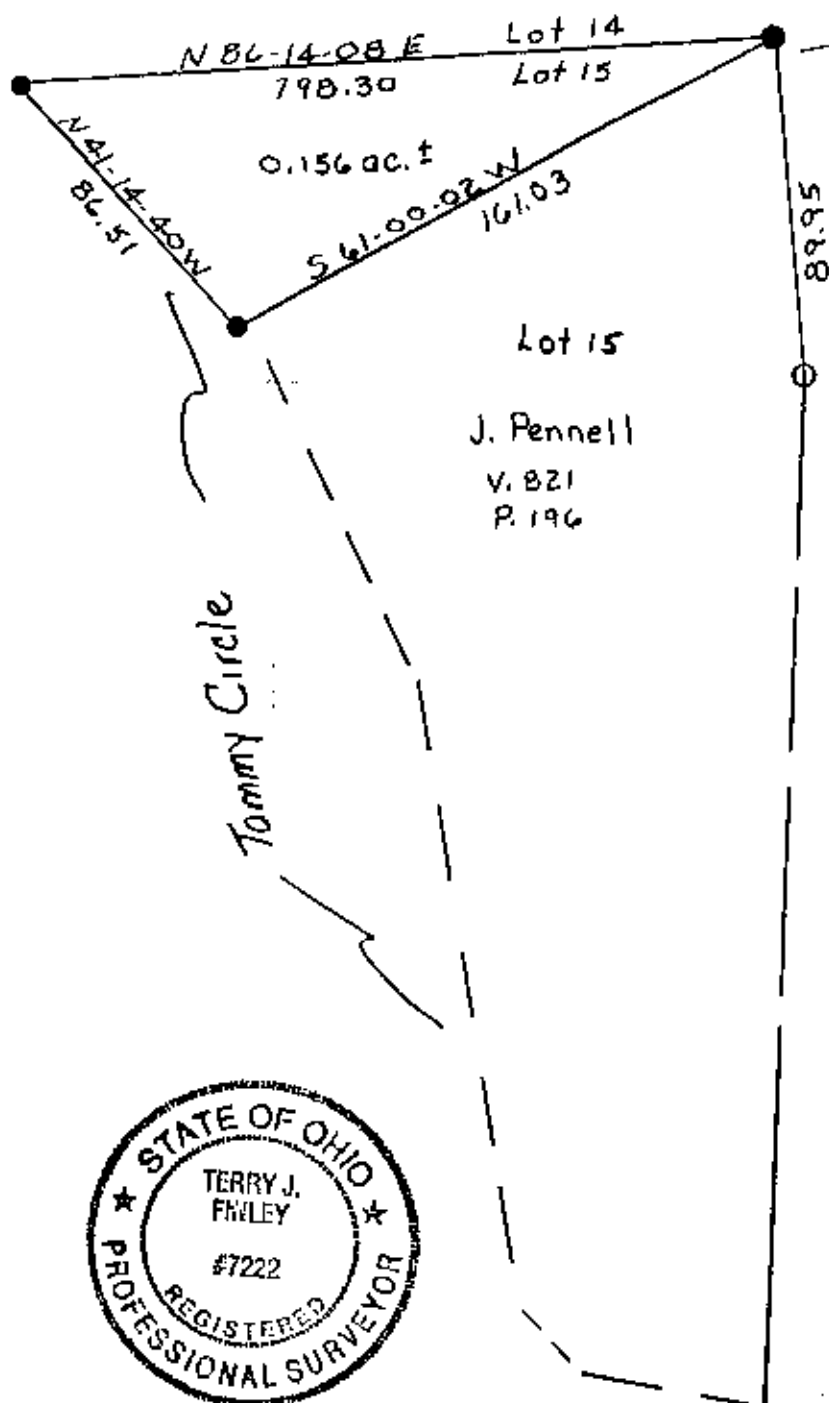 N 86-14-08 E
Lot 14
798.30
Lot 15
N 41-14-40 W
86.51
0.156 ac.±
S 61-00-02 W
161.03
89.95
Lot 15
J. Pennell
V. 821
P. 196
Tommy Circle
STATE OF OHIO
TERRY J.
#7222
REGISTERED
PROFESSIONAL SURVEYOR